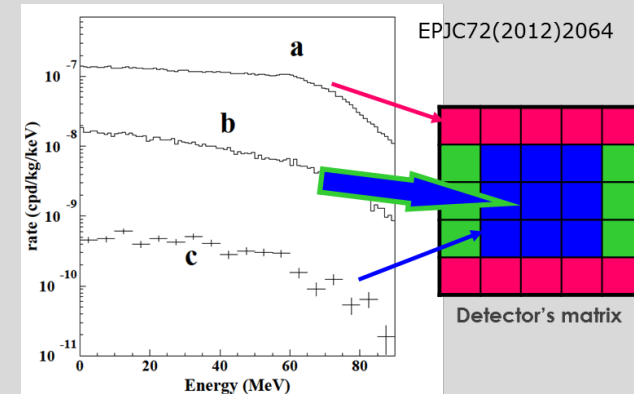 EPJC72(2012)2064
a
b
c
rate (cpd/kg/keV)
10 -7
10 -8
10 -9
10 -10
10 -11
0 20 40 60 80
Energy (MeV)
Detector's matrix